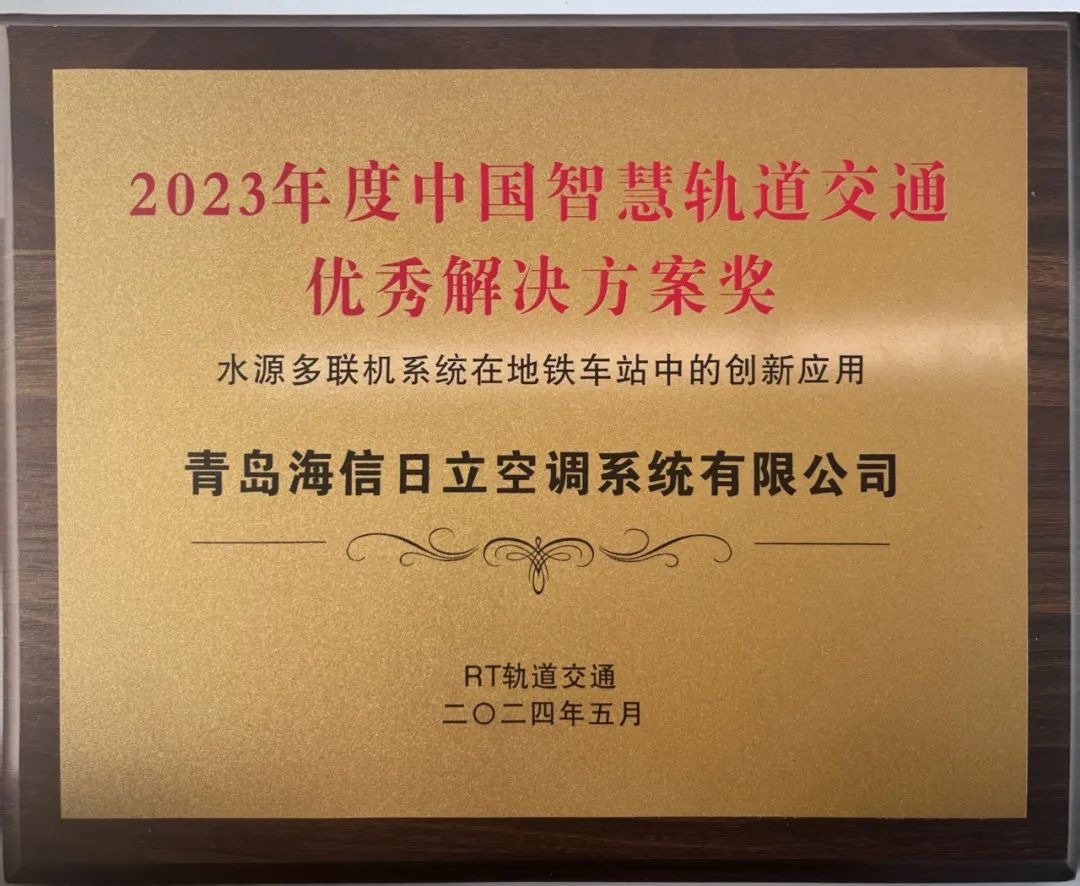 2023年度中国智慧轨道交通
优秀解决方案奖
水源多联机系统在地铁车站中的创新应用
青岛海信日立空调系统有限公司
RT轨道交通
二〇二四年五月